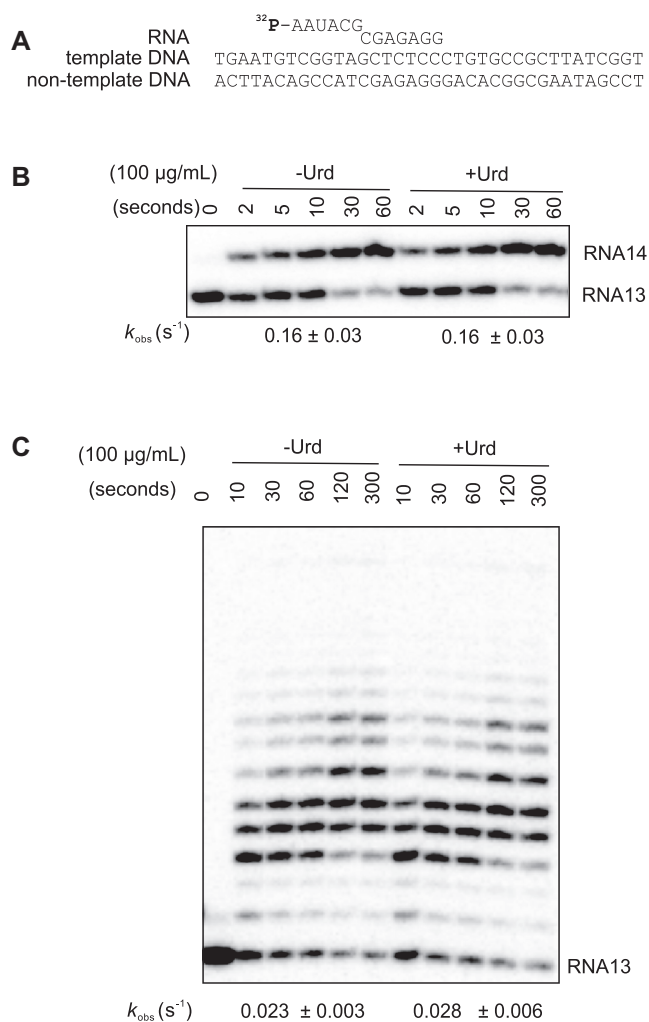 A
32P-AAUACG
RNA CGAGAGG
template DNA TGAATGTCGGTAGCTCTCCCTGTGCCGCTTATCGGT
non-template DNA ACTTACAGCCATCGAGAGGGACACGGCGAATAGCCT
B
(100 µg/mL) -Urd +Urd
(seconds) 0 2 5 10 30 60 2 5 10 30 60
RNA14
RNA13
kobs (s-1) 0.16 ± 0.03 0.16 ± 0.03
C
(100 µg/mL) -Urd +Urd
(seconds) 0 10 30 60 120 300 10 30 60 120 300
RNA13
kobs (s-1) 0.023 ± 0.003 0.028 ± 0.006